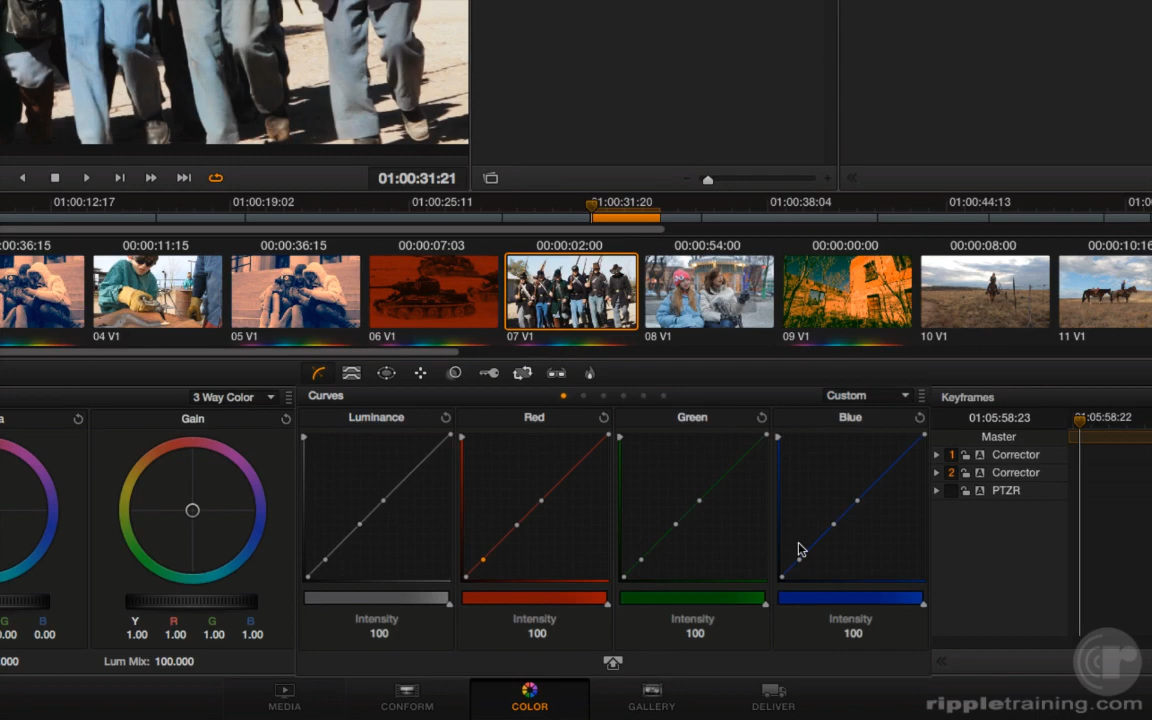 01:00:31:21
01:00:12:17 01:00:19:02 01:00:25:11 01:00:31:20 01:00:38:04 01:00:44:13
00:36:15 00:00:11:15 00:00:36:15 00:00:07:03 00:00:02:00 00:00:54:00 00:00:00:00 00:00:08:00 00:00:10:16
04 V1 05 V1 06 V1 07 V1 08 V1 09 V1 10 V1 11 V1
3 Way Color Curves Custom Keyframes
Gain Luminance Red Green Blue 01:05:58:23 01:05:58:22
Master
1 A Corrector
2 A Corrector
A PTZR
Intensity Intensity Intensity Intensity
100 100 100 100
G B Y R G B
0.00 0.00 1.00 1.00 1.00 1.00
000 Lum Mix: 100.000
MEDIA CONFORM COLOR GALLERY DELIVER
rippletraining.com